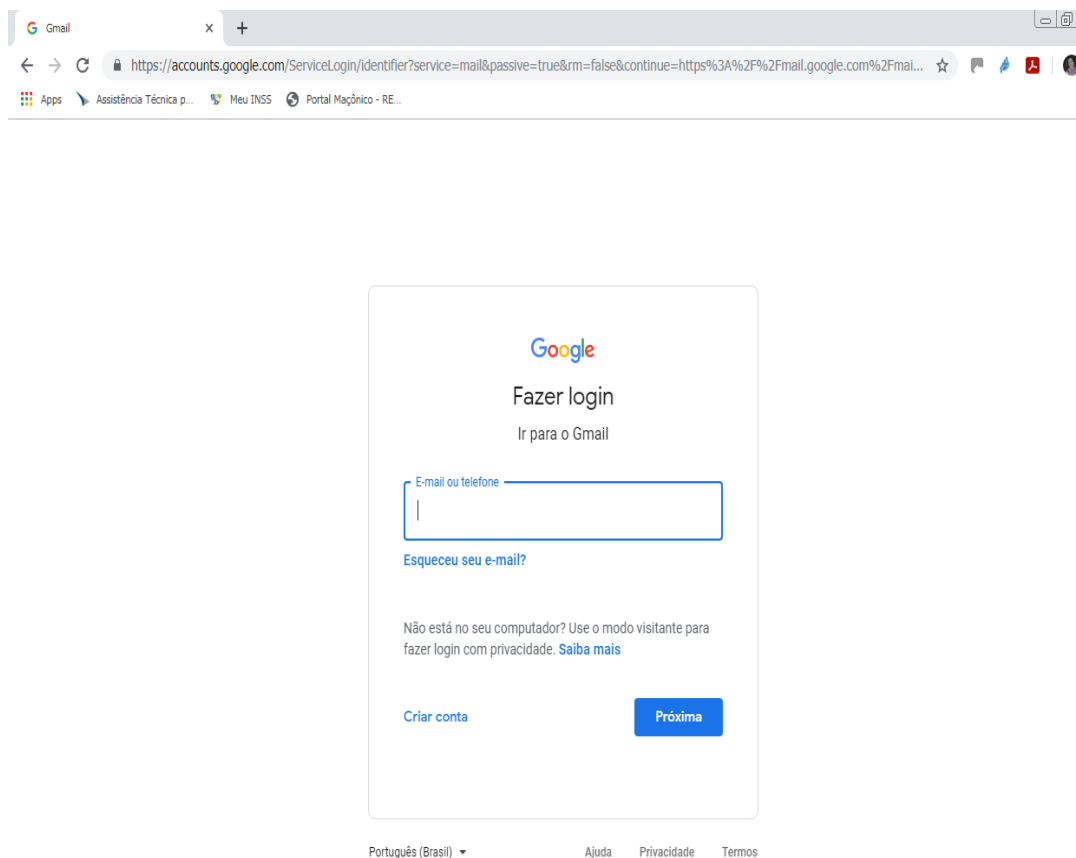 Gmail
https://accounts.google.com/ServiceLogin/identifier?service=mail&passive=true&rm=false&continue=https%3A%2F%2Fmail.google.com%2Fmai...
Apps Assistência Técnica p... Meu INSS Portal Maçônico - RE...
Google
Fazer login
Ir para o Gmail
E-mail ou telefone
Esqueceu seu e-mail?
Não está no seu computador? Use o modo visitante para
fazer login com privacidade. Saiba mais
Criar conta Próxima
Português (Brasil) Ajuda Privacidade Termos